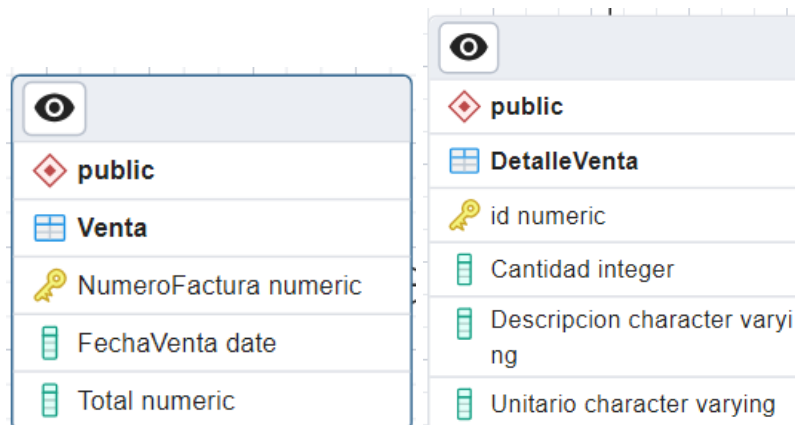 public
Venta
NumeroFactura numeric
FechaVenta date
Total numeric
public
DetalleVenta
id numeric
Cantidad integer
Descripcion character varyi
ng
Unitario character varying